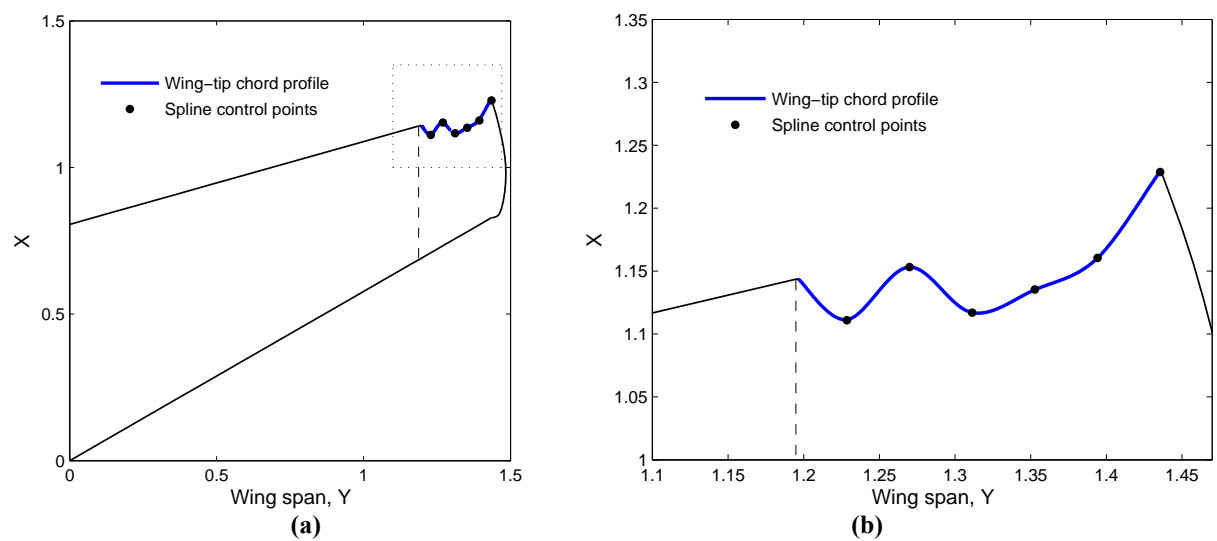 1.5
1
0.5
0
X
Wing-tip chord profile
Spline control points
0
0.5
1
1.5
Wing span, Y
(a)
1.35
1.3
1.25
1.2
1.15
1.1
1.05
1
X
Wing-tip chord profile
Spline control points
1.1
1.15
1.2
1.25
1.3
1.35
1.4
1.45
Wing span, Y
(b)